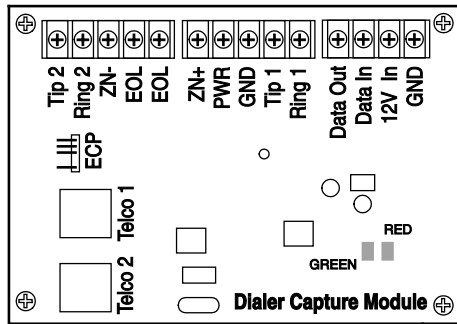 Tip 2
Ring 2
ZN-
EOL
EOL
ZN+
PWR
GND
Tip 1
Ring 1
Data Out
Data In
12V In
GND
ECP
Telco 1
Telco 2
RED
GREEN
Dialer Capture Module